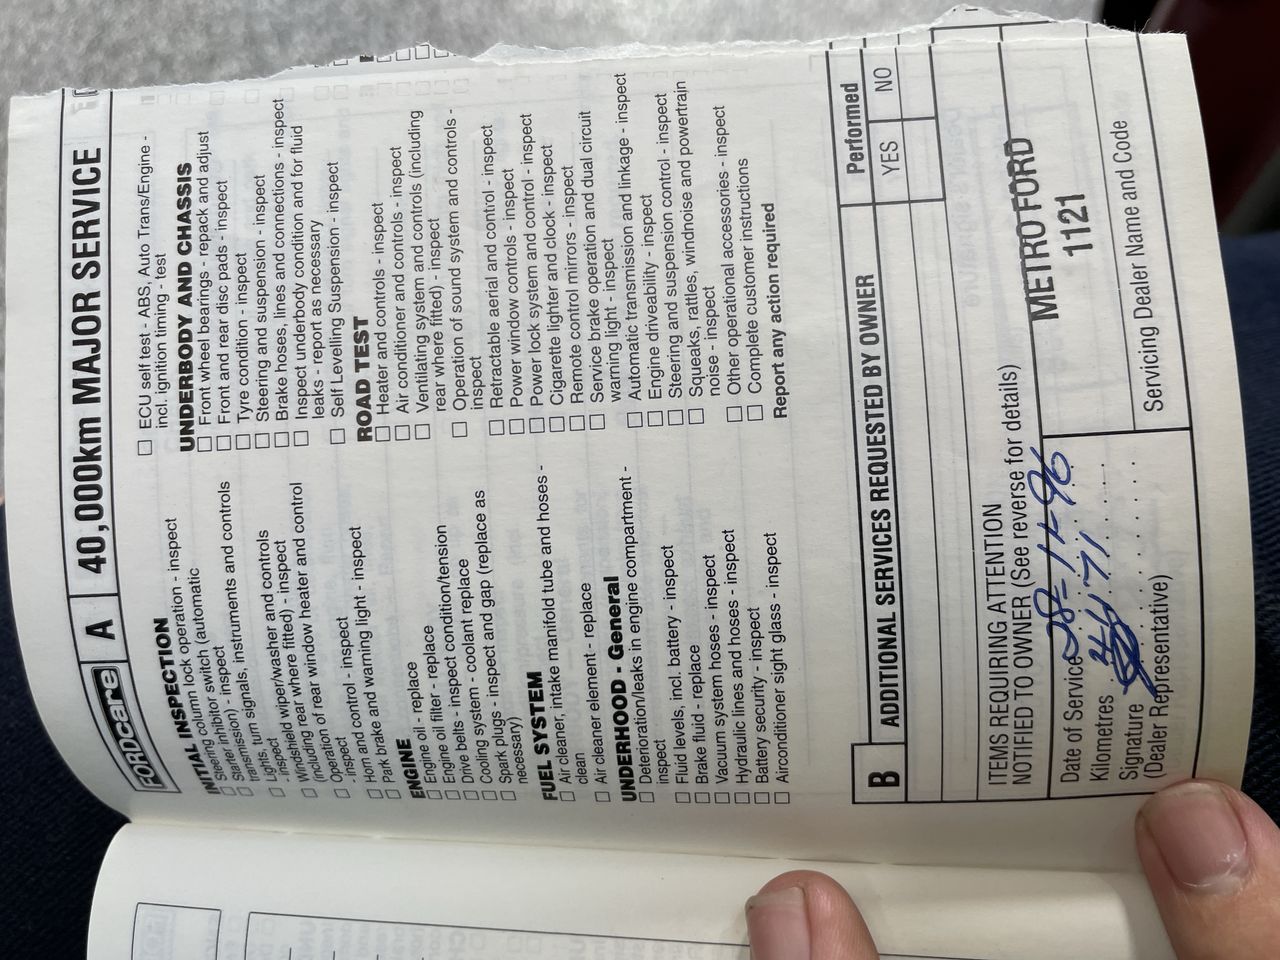 FORDcare A 40,000km MAJOR SERVICE
INITIAL INSPECTION
☐ Steering column lock operation - inspect
☐ Starter inhibitor switch (automatic
transmission) - inspect
☐ Lights, turn signals, instruments and controls
- inspect
☐ Windshield wiper/washer and controls
(including rear where fitted) - inspect
☐ Operation of rear window heater and control
- inspect
☐ Horn and control - inspect
☐ Park brake and warning light - inspect
ENGINE
☐ Engine oil - replace
☐ Engine oil filter - replace
☐ Drive belts - inspect condition/tension
☐ Cooling system - coolant replace
☐ Spark plugs - inspect and gap (replace as
necessary)
FUEL SYSTEM
☐ Air cleaner, intake manifold tube and hoses -
clean
☐ Air cleaner element - replace
UNDERHOOD - General
☐ Deterioration/leaks in engine compartment -
inspect
☐ Fluid levels, incl. battery - inspect
☐ Brake fluid - replace
☐ Vacuum system hoses - inspect
☐ Hydraulic lines and hoses - inspect
☐ Battery security - inspect
☐ Airconditioner sight glass - inspect
☐ ECU self test - ABS, Auto Trans/Engine -
incl. ignition timing - test
UNDERBODY AND CHASSIS
☐ Front wheel bearings - repack and adjust
☐ Front and rear disc pads - inspect
☐ Tyre condition - inspect
☐ Steering and suspension - inspect
☐ Brake hoses, lines and connections - inspect
☐ Inspect underbody condition and for fluid
leaks - report as necessary
☐ Self Levelling Suspension - inspect
ROAD TEST
☐ Heater and controls - inspect
☐ Air conditioner and controls - inspect
☐ Ventilating system and controls (including
rear where fitted) - inspect
☐ Operation of sound system and controls -
inspect
☐ Retractable aerial and control - inspect
☐ Power window controls - inspect
☐ Power lock system and control - inspect
☐ Cigarette lighter and clock - inspect
☐ Remote control mirrors - inspect
☐ Service brake operation and dual circuit
warning light - inspect
☐ Automatic transmission and linkage - inspect
☐ Engine driveability - inspect
☐ Steering and suspension control - inspect
☐ Squeaks, rattles, windnoise and powertrain
noise - inspect
☐ Other operational accessories - inspect
☐ Complete customer instructions
Report any action required
B ADDITIONAL SERVICES REQUESTED BY OWNER Performed
YES NO
ITEMS REQUIRING ATTENTION
NOTIFIED TO OWNER (See reverse for details)
Date of Service 28-11-96
Kilometres
Signature
(Dealer Representative)
METRO FORD
1121
Servicing Dealer Name and Code